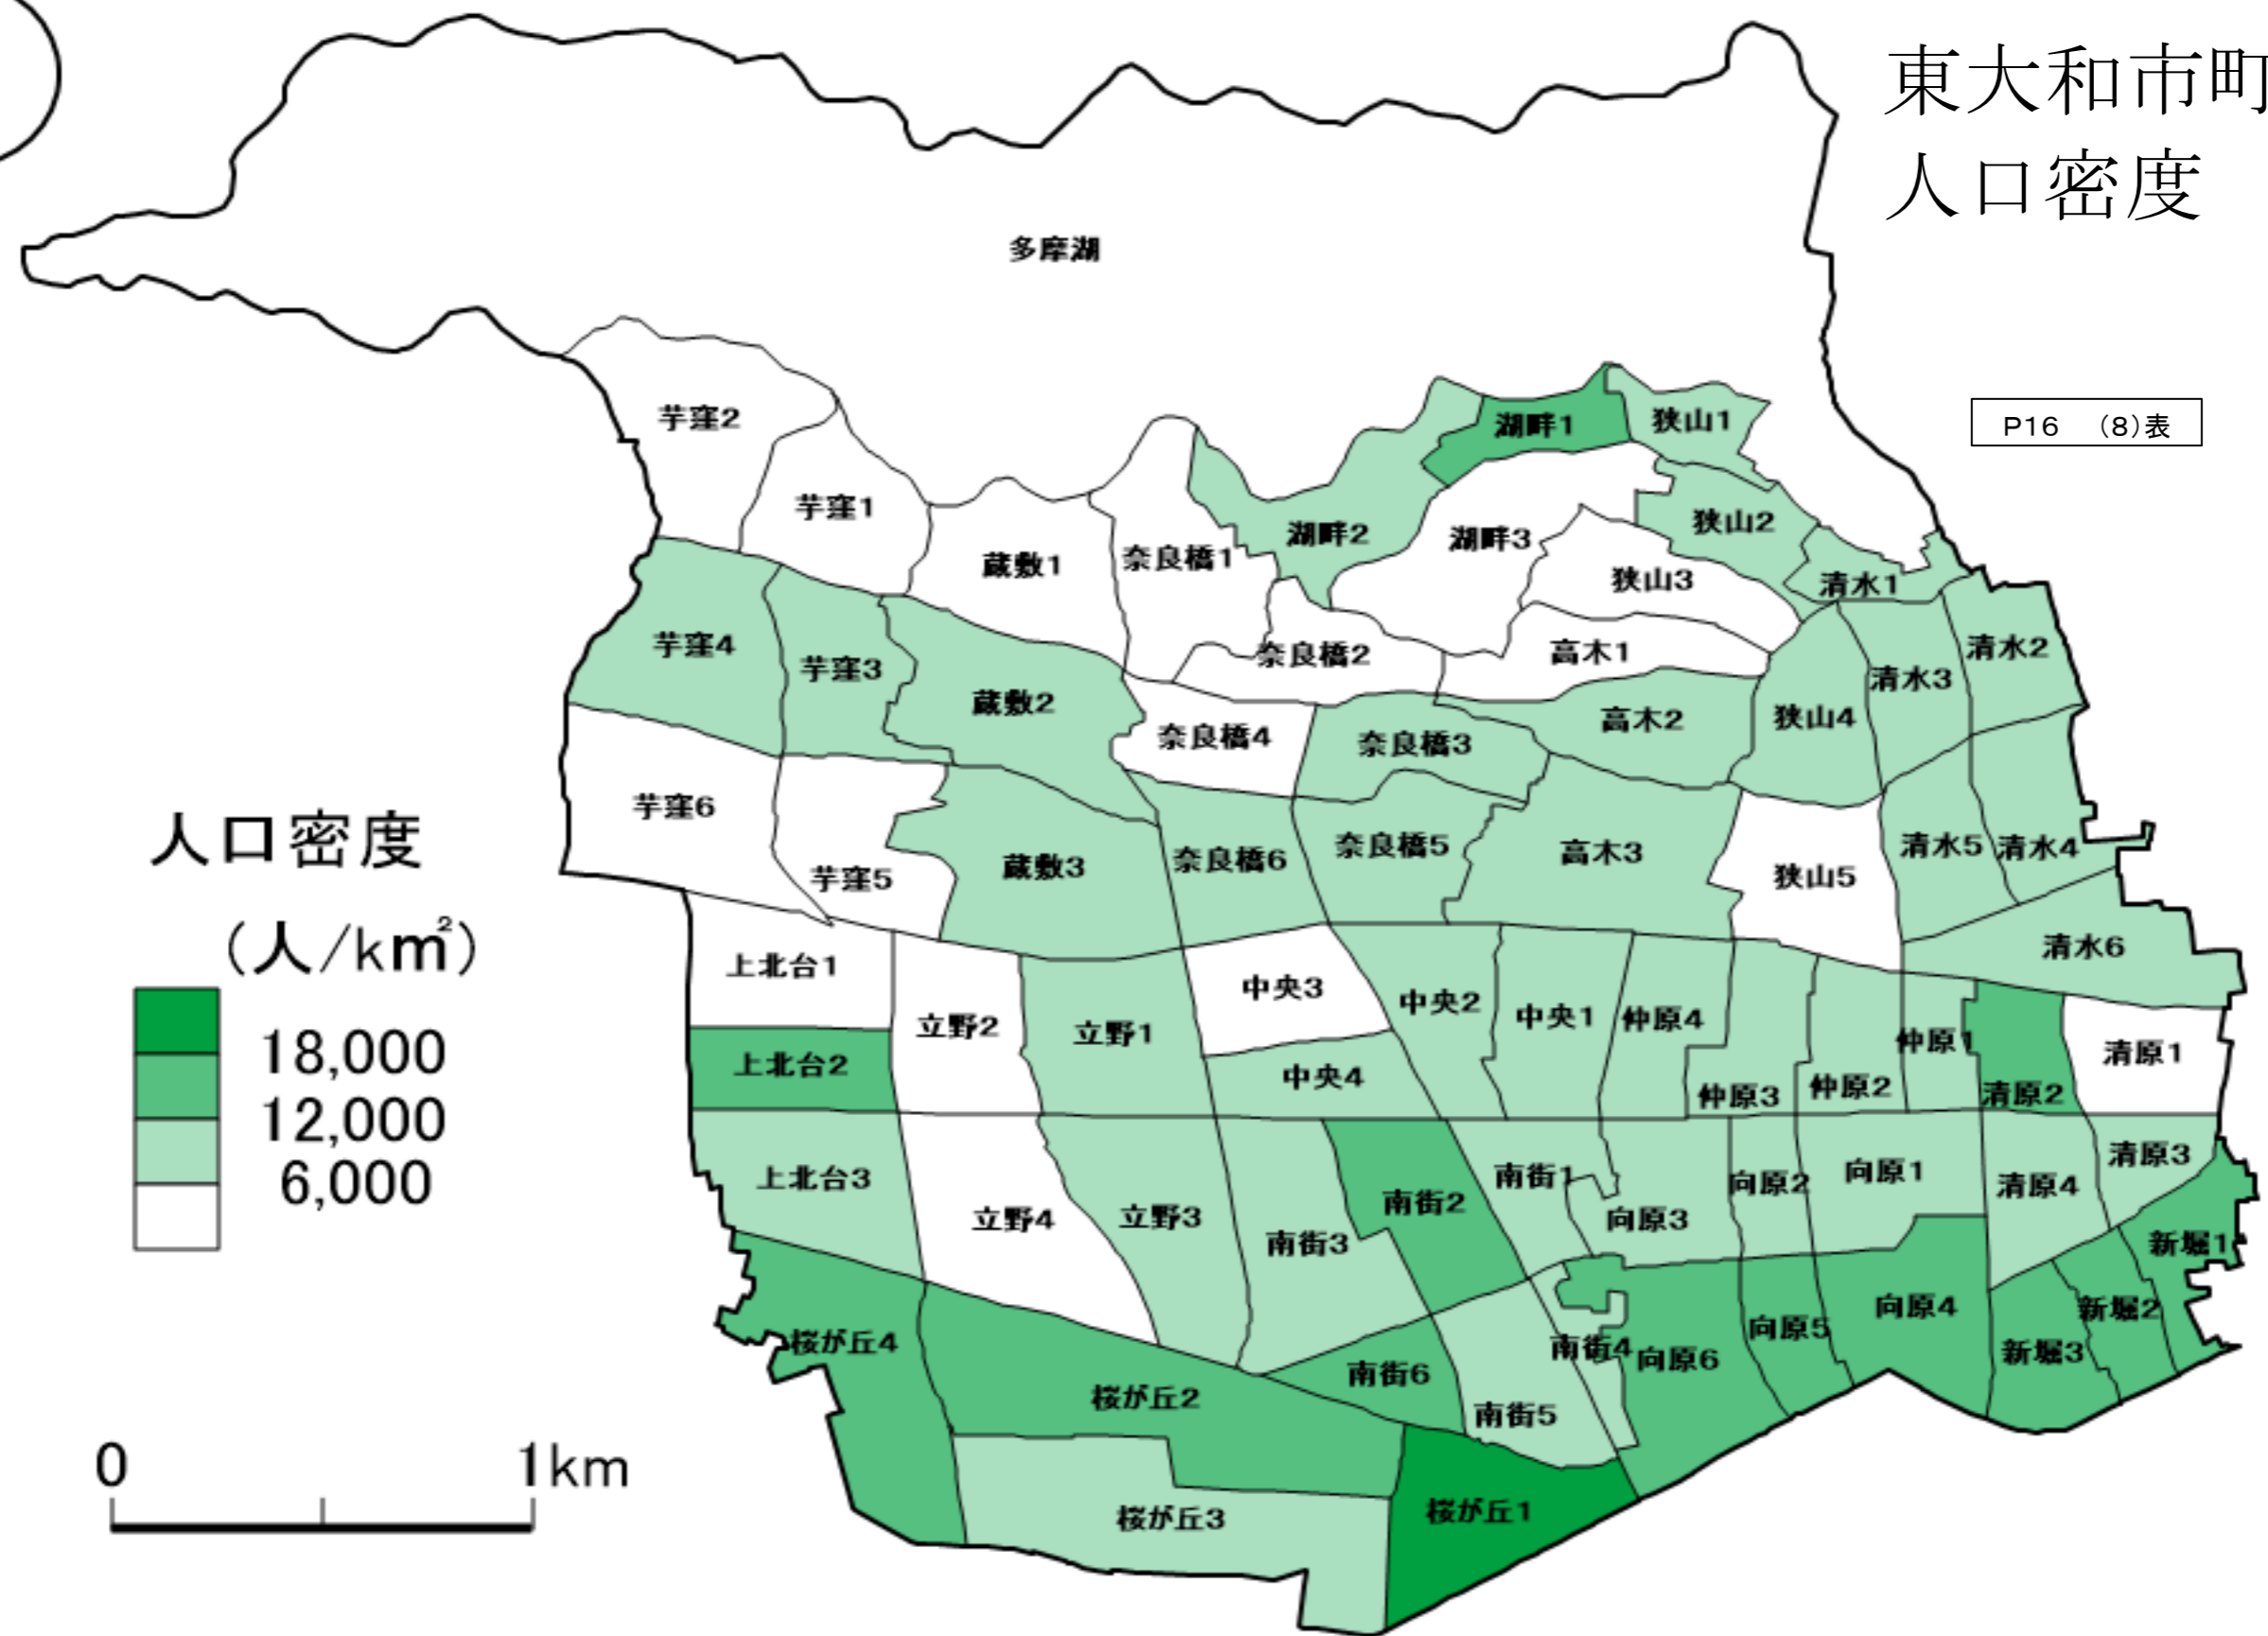 東大和市町
人口密度
多摩湖
P16 （8）表
芋窪2
湖畔1
狭山1
芋窪1
狭山2
湖畔2
湖畔3
蔵敷1
奈良橋1
狭山3
清水1
芋窪4
芋窪3
奈良橋2
高木1
清水2
清水3
蔵敷2
奈良橋4
奈良橋3
高木2
狭山4
芋窪6
芋窪5
蔵敷3
奈良橋6
奈良橋5
高木3
狭山5
清水5
清水4
人口密度
（人/k㎡）
18,000
12,000
6,000
清水6
上北台1
中央3
中央2
中央1
仲原4
立野2
立野1
仲原1
清原1
上北台2
中央4
仲原3
仲原2
清原2
上北台3
南街1
向原2
向原1
清原4
清原3
立野4
立野3
南街3
南街2
向原3
新堀1
桜が丘4
南街4
向原6
向原5
向原4
新堀3
新堀2
桜が丘2
南街6
南街5
0
1km
桜が丘3
桜が丘1